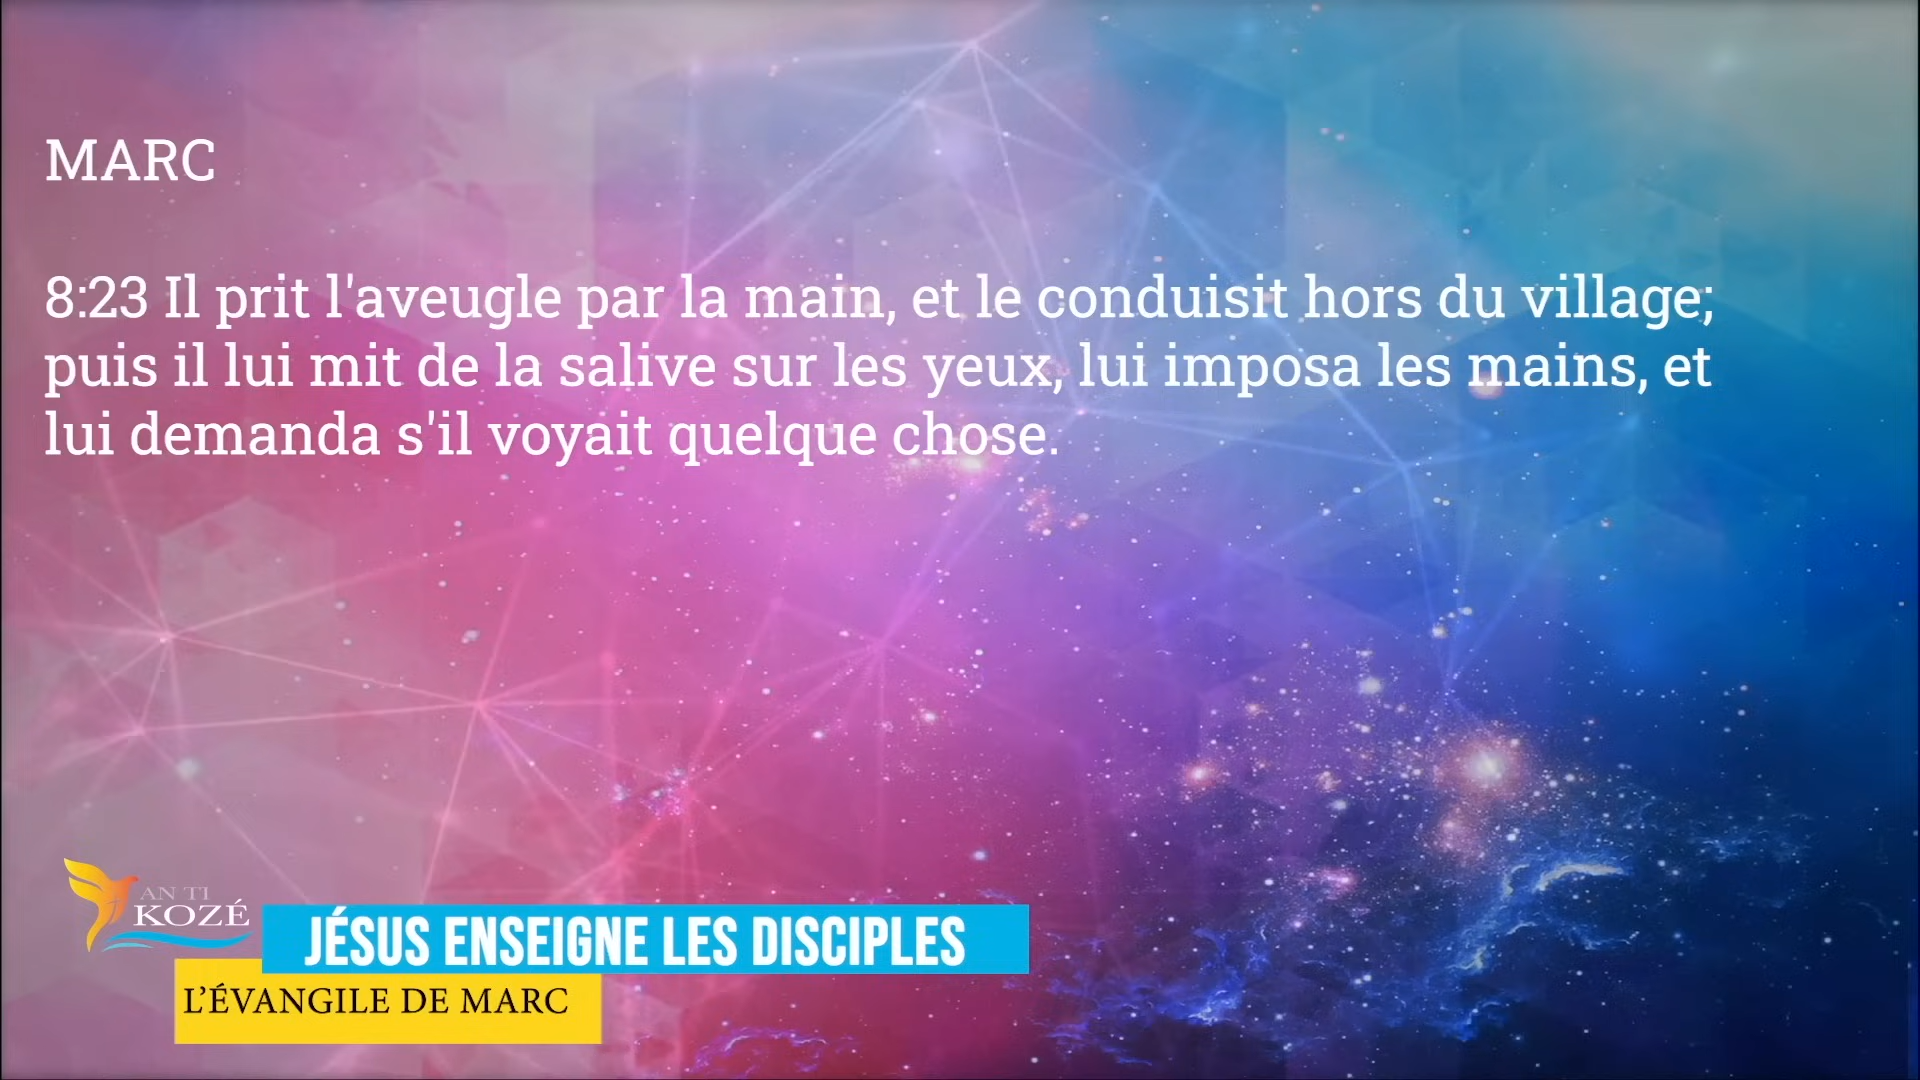 MARC
8:23 Il prit l'aveugle par la main, et le conduisit hors du village;
puis il lui mit de la salive sur les yeux, lui imposa les mains, et
lui demanda s'il voyait quelque chose.
AN TI
KOZÉ
JÉSUS ENSEIGNE LES DISCIPLES
L'ÉVANGILE DE MARC